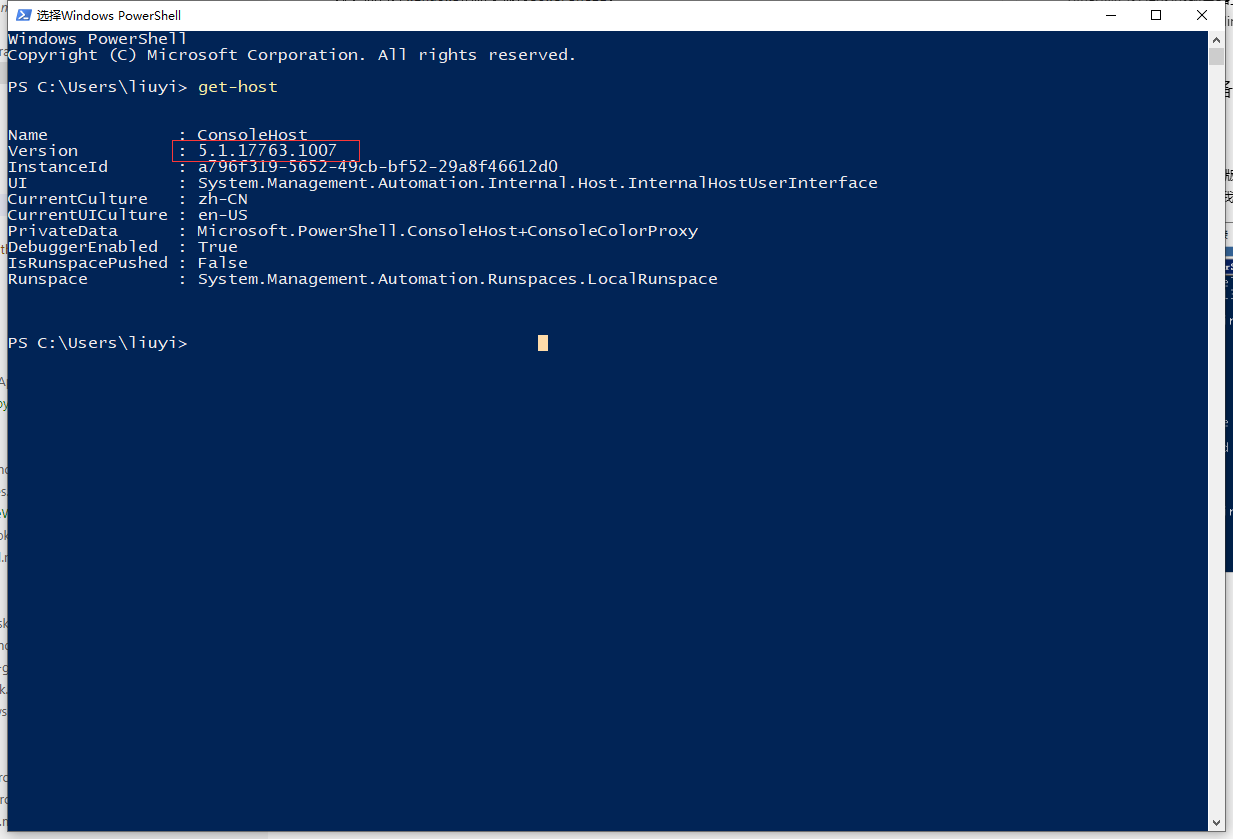 选择Windows PowerShell
Windows PowerShell
Copyright (C) Microsoft Corporation. All rights reserved.
PS C:\Users\liuyi> get-host
Name : ConsoleHost
Version : 5.1.17763.1007
InstanceId : a796f319-5652-49cb-bf52-29a8f46612d0
UI : System.Management.Automation.Internal.Host.InternalHostUserInterface
CurrentCulture : zh-CN
CurrentUICulture : en-US
PrivateData : Microsoft.PowerShell.ConsoleHost+ConsoleColorProxy
DebuggerEnabled : True
IsRunspacePushed : False
Runspace : System.Management.Automation.Runspaces.LocalRunspace
PS C:\Users\liuyi>